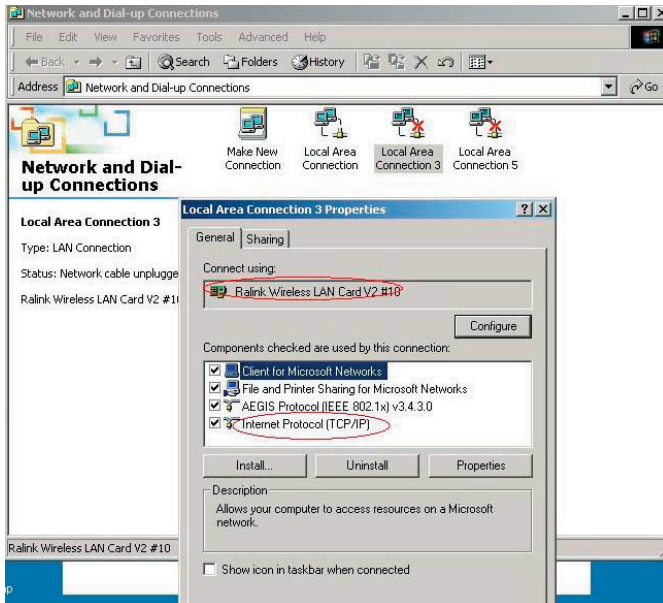 Network and Dial-up Connections
File Edit View Favorites Tools Advanced Help
Back Search Folders History
Address Network and Dial-up Connections Go
Make New Connection
Local Area Connection
Local Area Connection 3
Local Area Connection 5
Network and Dial-
up Connections
Local Area Connection 3
Type: LAN Connection
Status: Network cable unplugge
Ralink Wireless LAN Card V2 #1
Local Area Connection 3 Properties
General Sharing
Connect using:
Ralink Wireless LAN Card V2 #10
Configure
Components checked are used by this connection:
Client for Microsoft Networks
File and Printer Sharing for Microsoft Networks
AEGIS Protocol (IEEE 802.1x) v3.4.3.0
Internet Protocol (TCP/IP)
Install... Uninstall Properties
Description
Allows your computer to access resources on a Microsoft
network.
Show icon in taskbar when connected
Ralink Wireless LAN Card V2 #10
p